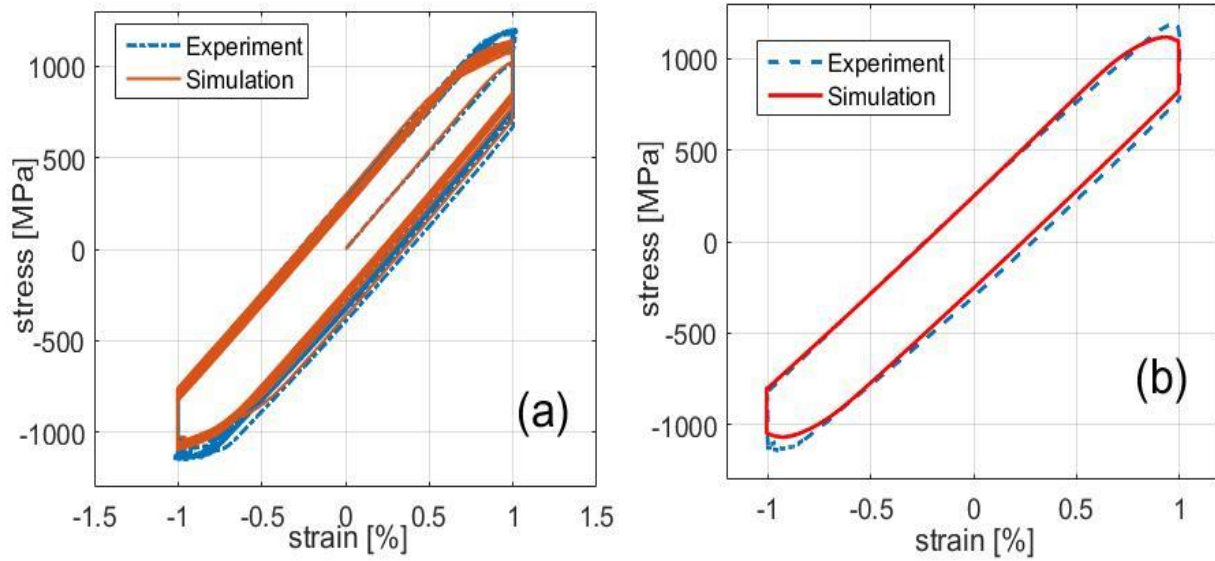 Experiment
Simulation
1000
500
0
-500
-1000
stress [MPa]
(a)
-1.5
-1
-0.5
0
0.5
1
1.5
strain [%]
Experiment
Simulation
1000
500
0
-500
-1000
stress [MPa]
(b)
-1
-0.5
0
0.5
1
strain [%]